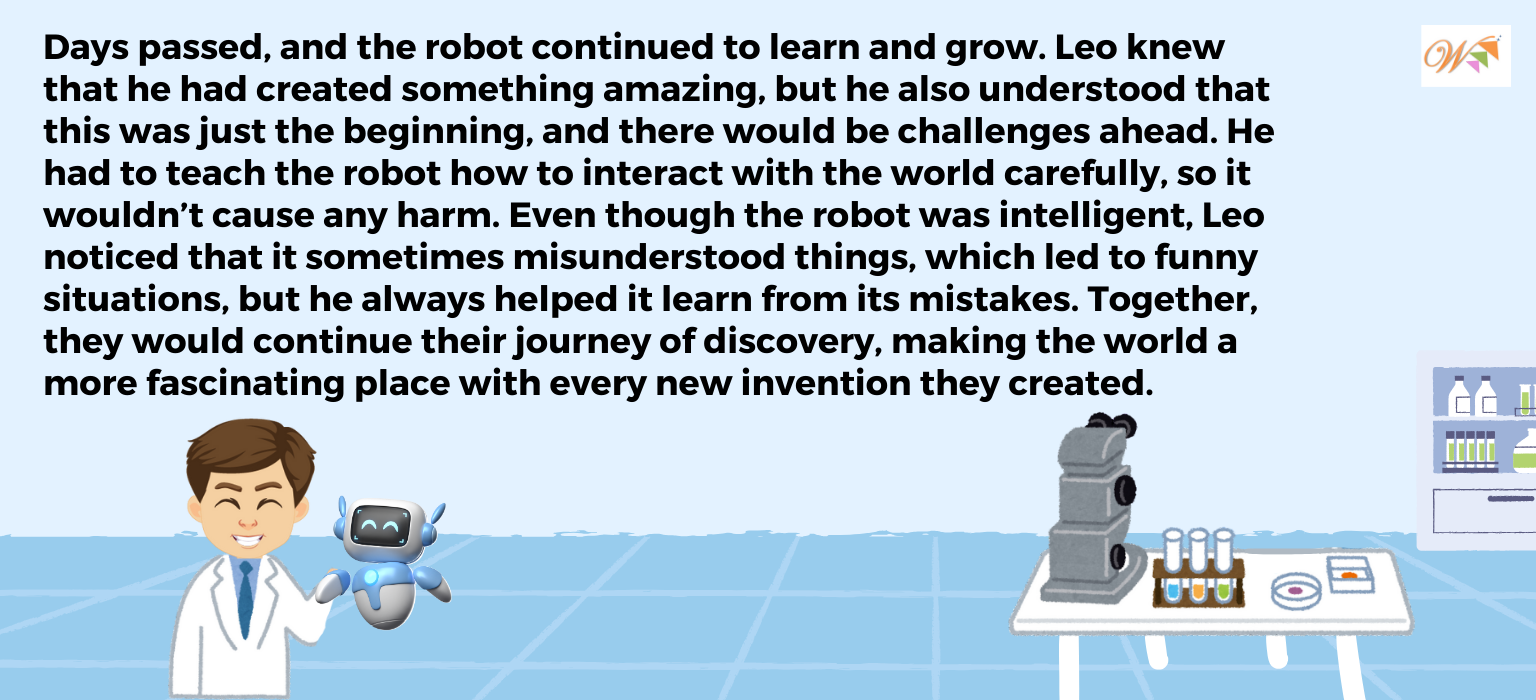 Days passed, and the robot continued to learn and grow. Leo knew
that he had created something amazing, but he also understood that
this was just the beginning, and there would be challenges ahead. He
had to teach the robot how to interact with the world carefully, so it
wouldn’t cause any harm. Even though the robot was intelligent, Leo
noticed that it sometimes misunderstood things, which led to funny
situations, but he always helped it learn from its mistakes. Together,
they would continue their journey of discovery, making the world a
more fascinating place with every new invention they created.
W